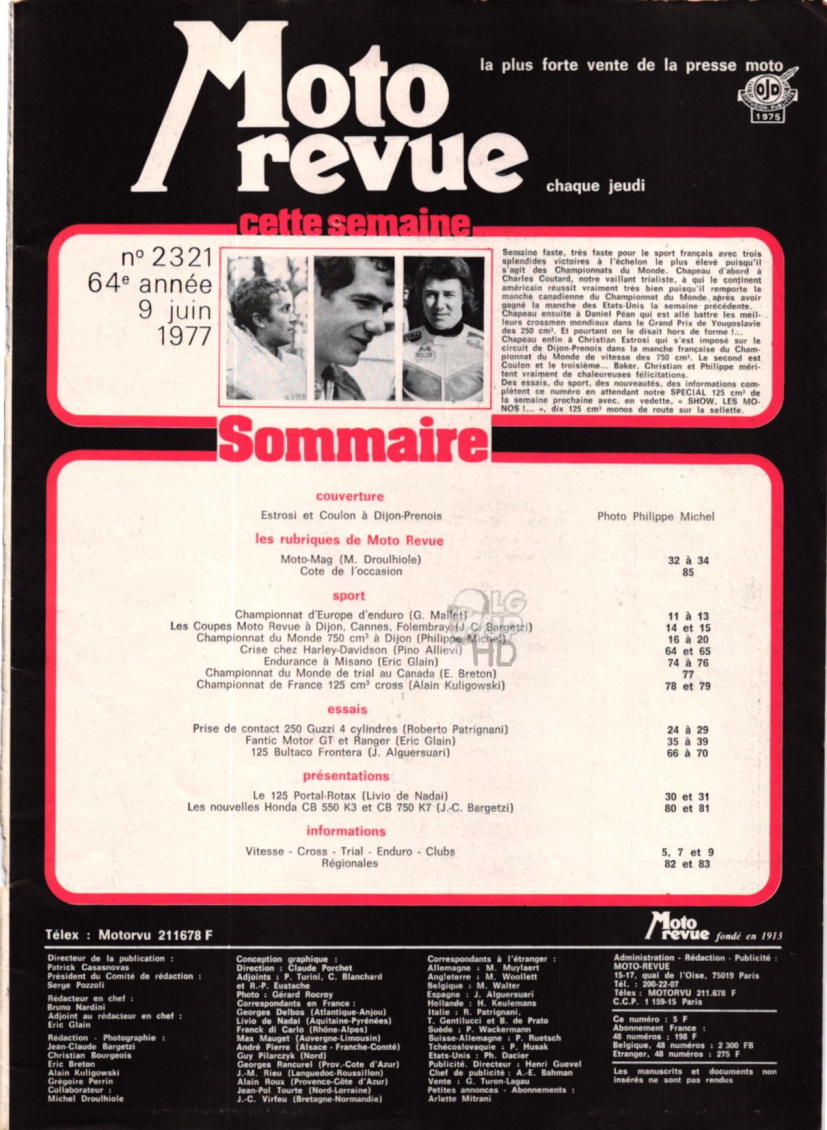 Moto revue
la plus forte vente de la presse moto
OJD
1975
chaque jeudi
cette semaine
nº 2321
64e année
9 juin
1977
Semaine faste, très faste pour le sport français avec trois
splendides victoires à l'échelon le plus élevé puisqu'il
s'agit des Championnats du Monde. Chapeau d'abord à
Charles Coutard, notre vaillant trialiste, à qui le continent
américain réussit vraiment très bien puisqu'il remporte la
manche canadienne du Championnat du Monde après avoir
gagné la manche des Etats-Unis la semaine précédente.
Chapeau ensuite à Daniel Péan qui est allé battre les meil-
leurs crossmen mondiaux dans le Grand Prix de Yougoslavie
des 250 cm³. Et pourtant on le disait hors de forme !...
Chapeau enfin à Christian Estrosi qui s'est imposé sur le
circuit de Dijon-Prenois dans la manche française du Cham-
pionnat du Monde de vitesse des 750 cm³. Le second est
Coulon et le troisième... Baker. Christian et Philippe méri-
tent vraiment de chaleureuses félicitations.
Des essais, du sport, des nouveautés, des informations com-
plètent ce numéro en attendant notre SPECIAL 125 cm³ de
la semaine prochaine avec, en vedette, « SHOW, LES MO-
NOS !... », dix 125 cm³ monos de route sur la sellette.
Sommaire
couverture
Estrosi et Coulon à Dijon-Prenois Photo Philippe Michel
les rubriques de Moto Revue
Moto-Mag (M. Droulhiole) 32 à 34
Cote de l'occasion 85
sport
Championnat d'Europe d'enduro (G. Mallet) 11 à 13
Les Coupes Moto Revue à Dijon, Cannes, Folembray (J.-C. Bargetzi) 14 et 15
Championnat du Monde 750 cm³ à Dijon (Philippe Michel) 16 à 20
Crise chez Harley-Davidson (Pino Allievi) 64 et 65
Endurance à Misano (Eric Glain) 74 à 76
Championnat du Monde de trial au Canada (E. Breton) 77
Championnat de France 125 cm³ cross (Alain Kuligowski) 78 et 79
essais
Prise de contact 250 Guzzi 4 cylindres (Roberto Patrignani) 24 à 29
Fantic Motor GT et Ranger (Eric Glain) 35 à 39
125 Bultaco Frontera (J. Alguersuari) 66 à 70
présentations
Le 125 Portal-Rotax (Livio de Nadai) 30 et 31
Les nouvelles Honda CB 550 K3 et CB 750 K7 (J.-C. Bargetzi) 80 et 81
informations
Vitesse - Cross - Trial - Enduro - Clubs 5, 7 et 9
Régionales 82 et 83
LG
HD
Télex : Motorvu 211678 F
Moto revue fondé en 1913
Directeur de la publication :
Patrick Casasnovas
Président du Comité de rédaction :
Serge Pozzoli
Rédacteur en chef :
Bruno Nardini
Adjoint au rédacteur en chef :
Eric Glain
Rédaction - Photographie :
Jean-Claude Bargetzi
Christian Bourgeois
Eric Breton
Alain Kuligowski
Grégoire Perrin
Collaborateur :
Michel Droulhiole
Conception graphique :
Direction : Claude Porchet
Adjoints : P. Turini, C. Blanchard
et R.-P. Eustache
Photo : Gérard Rocroy
Correspondants en France :
Georges Delbos (Atlantique-Anjou)
Livio de Nadai (Aquitaine-Pyrénées)
Franck di Carlo (Rhône-Alpes)
Max Mauget (Auvergne-Limousin)
André Pierre (Alsace - Franche-Comté)
Guy Pilarczyk (Nord)
Georges Rancurel (Prov.-Cote d'Azur)
J.-M. Rieu (Languedoc-Roussillon)
Alain Roux (Provence-Côte d'Azur)
Jean-Pol Tourte (Nord-Lorraine)
J.-C. Virfeu (Bretagne-Normandie)
Correspondants à l'étranger :
Allemagne : M. Muylaert
Angleterre : M. Woollett
Belgique : M. Walter
Espagne : J. Alguersuari
Hollande : H. Keulemans
Italie : R. Patrignani,
T. Gentilucci et B. de Prato
Suède : P. Wackermann
Suisse-Allemagne : P. Ruetsch
Tchécoslovaquie : P. Husak
Etats-Unis : Ph. Dacier
Publicité. Directeur : Henri Guevel
Chef de publicité : A.-E. Bahman
Vente : G. Turon-Lagau
Petites annonces - Abonnements :
Arlette Mitrani
Administration - Rédaction - Publicité :
MOTO-REVUE
15-17, quai de l'Oise, 75019 Paris
Tél. : 200-22-07
Télex : MOTORVU 211.678 F
C.C.P. 1 159-15 Paris
Ce numéro : 5 F
Abonnement France :
48 numéros : 198 F
Belgique, 48 numéros : 2 300 FB
Etranger, 48 numéros : 275 F
Les manuscrits et documents non
insérés ne sont pas rendus